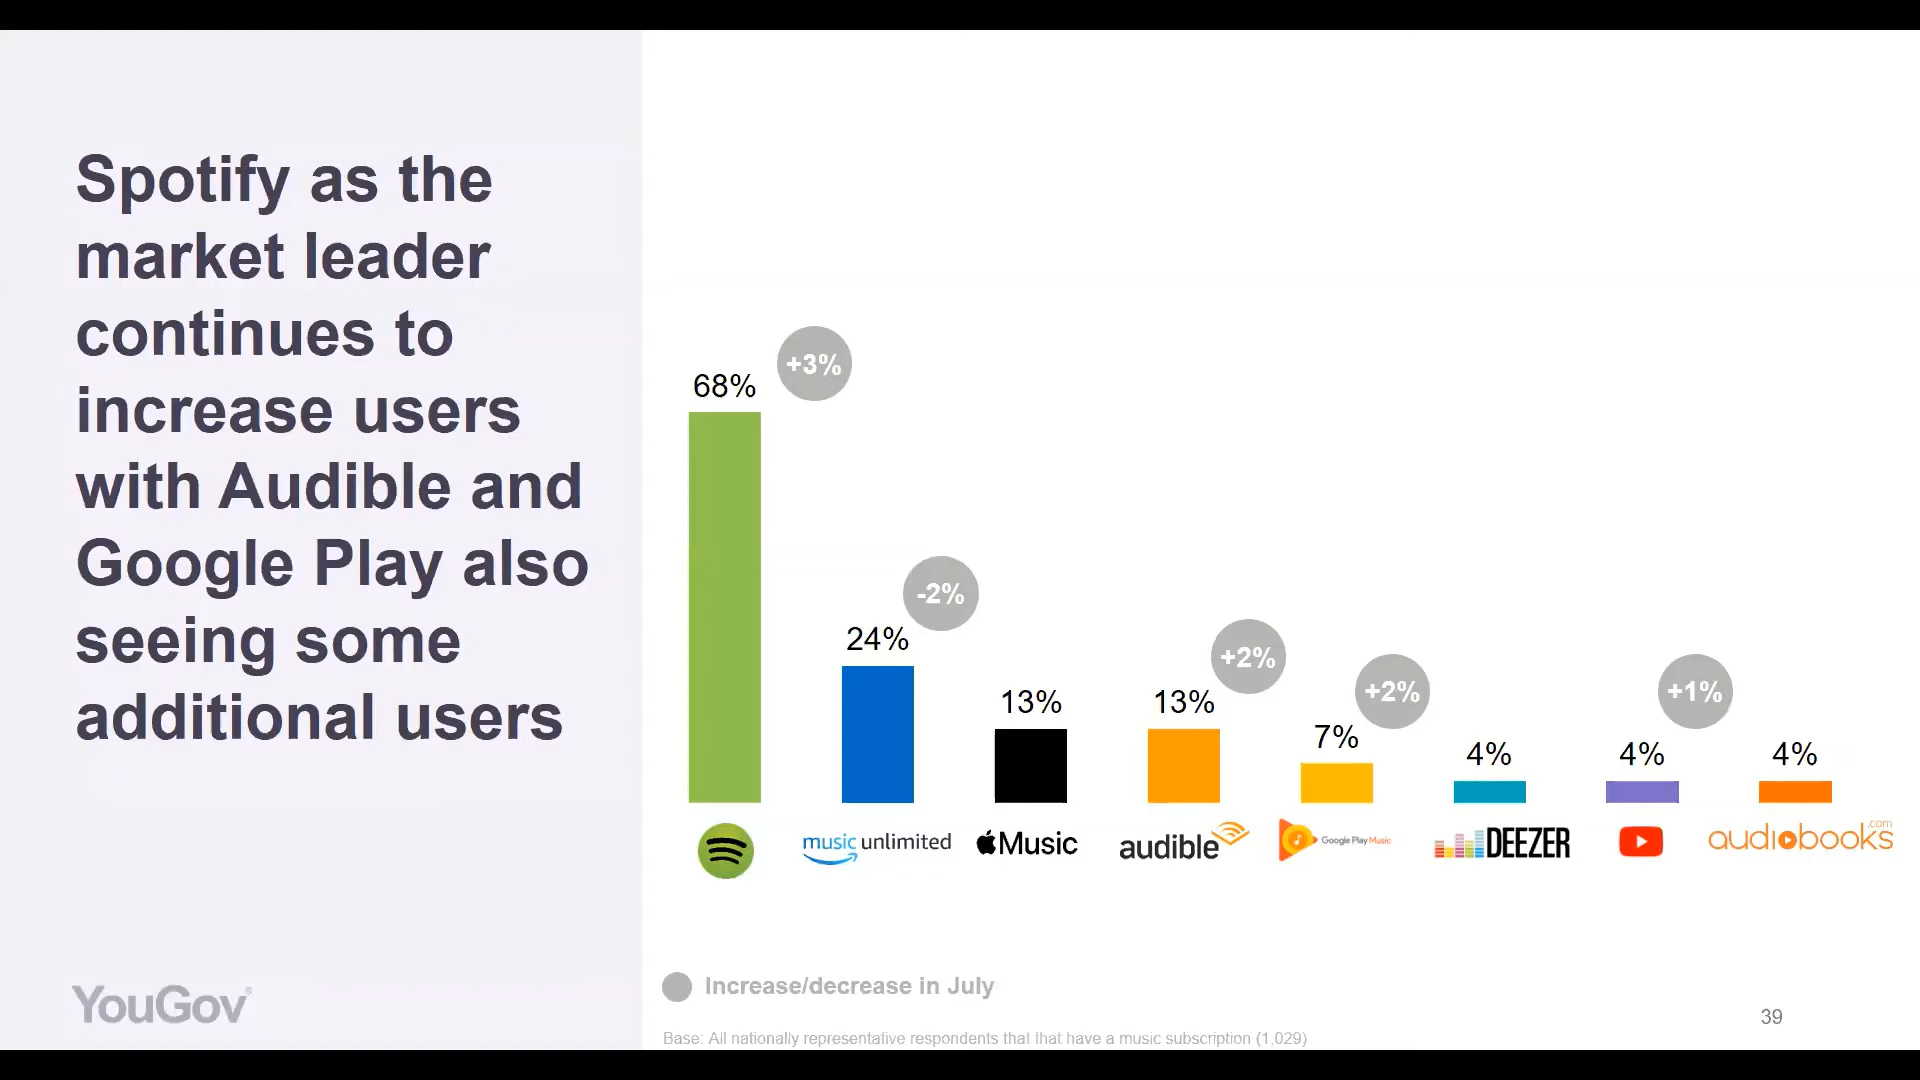 Spotify as the
market leader
continues to
increase users
with Audible and
Google Play also
seeing some
additional users
YouGov®
+3%
68%
-2%
24%
13%
+2%
13%
+2%
7%
4%
+1%
4%
4%
music unlimited
Music
audible
Google Play Music
DEEZER
audiobooks
.com
Increase/decrease in July
Base: All nationally representative respondents that Ihat have a music subscription (1,029)
39